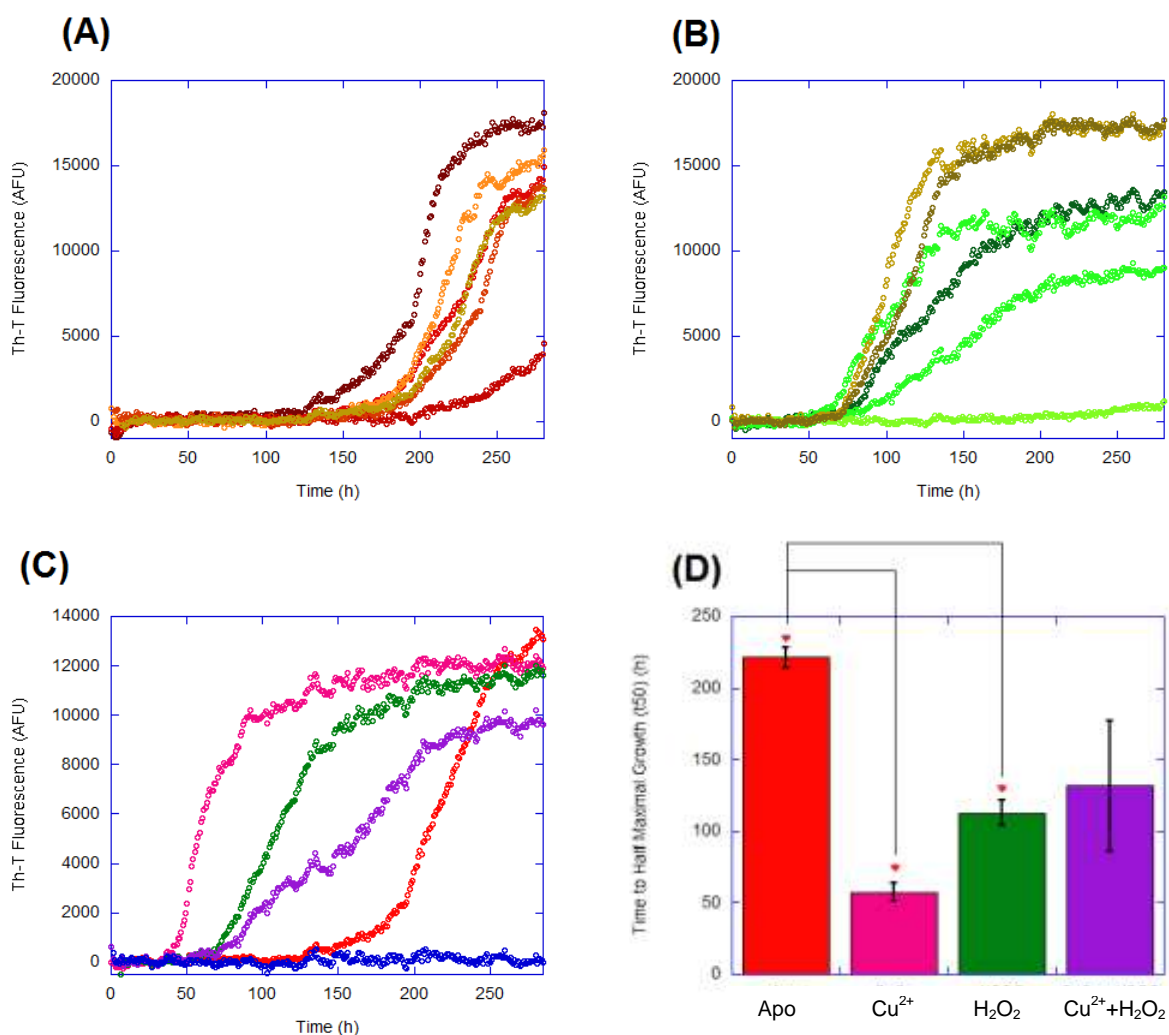 (A)
20000
15000
10000
5000
0
0 50 100 150 200 250
Th-T Fluorescence (AFU)
Time (h)
(B)
20000
15000
10000
5000
0
0 50 100 150 200 250
Th-T Fluorescence (AFU)
Time (h)
(C)
14000
12000
10000
8000
6000
4000
2000
0
0 50 100 150 200 250
Th-T Fluorescence (AFU)
Time (h)
(D)
250
200
150
100
50
0
Time to Half Maximal Growth (t50) (h)
Apo Cu²⁺ H₂O₂ Cu²⁺+H₂O₂